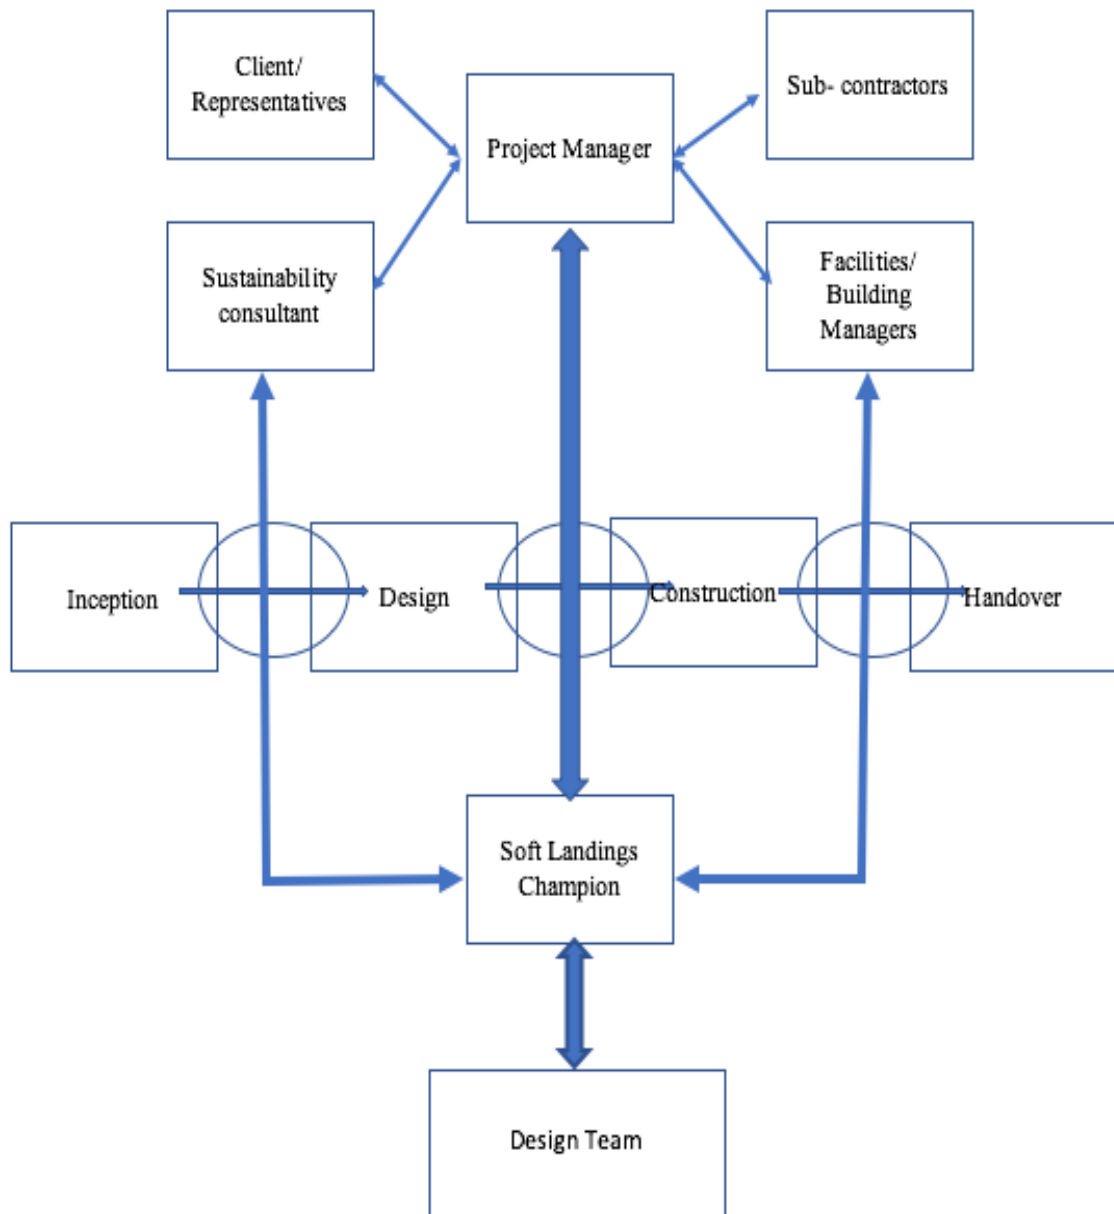 Client/
Representatives
Project Manager
Sub- contractors
Sustainability
consultant
Facilities/
Building
Managers
Inception
Design
Construction
Handover
Soft Landings
Champion
Design Team